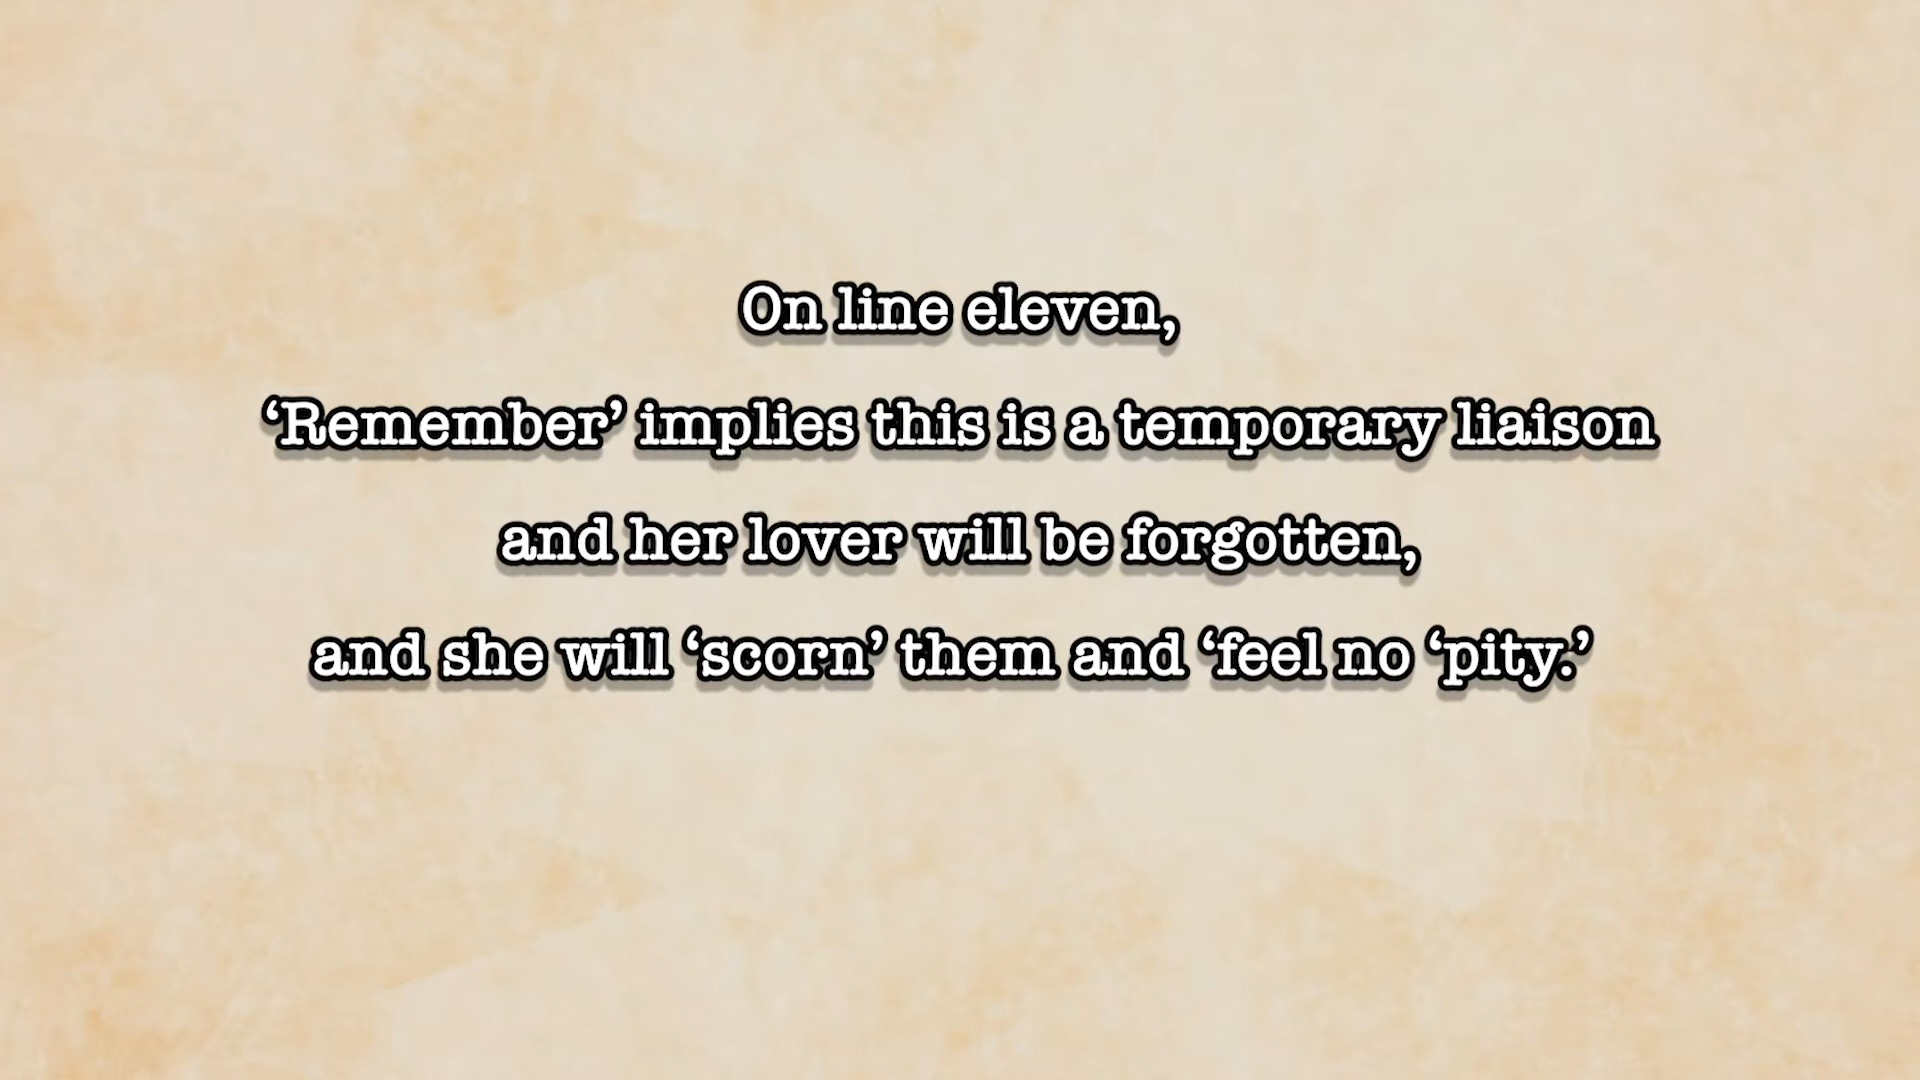 On line eleven,
‘Remember’ implies this is a temporary liaison
and her lover will be forgotten,
and she will ‘scorn’ them and ‘feel no ‘pity.’